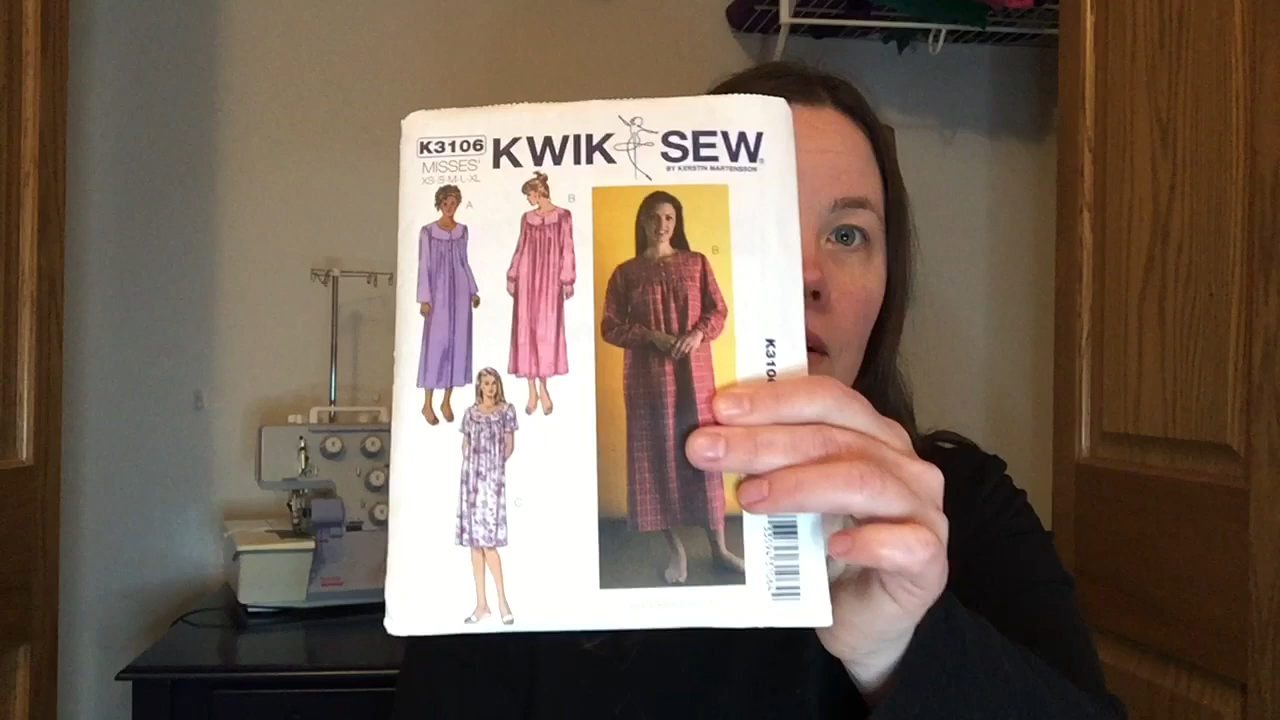 K3106
MISSES'
XS-S-M-L-XL
KWIK SEW
BY KERSTIN MARTENSSON
A
B
B
C
K310